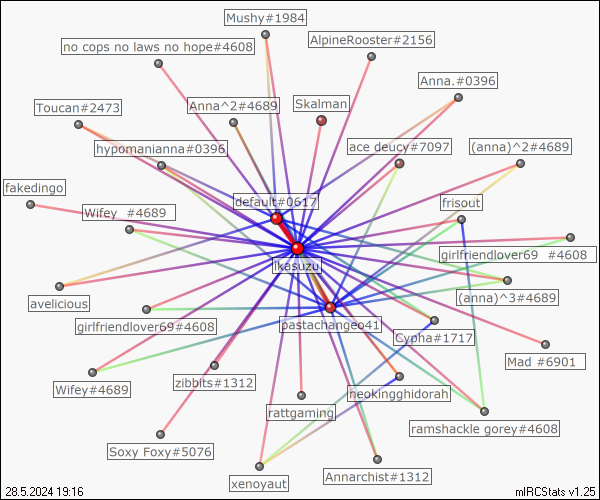 Mushy#1984
no cops no laws no hope#4608
AlpineRooster#2156
Anna.#0396
Toucan#2473
Anna^2#4689
Skalman
hypomanianna#0396
ace deucy#7097
(anna)^2#4689
fakedingo
default#0617
frisout
Wifey #4689
ikasuzu
girlfriendlover69 #4608
avelicious
(anna)^3#4689
girlfriendlover69#4608
pastachangeo41
Cypha#1717
Mad #6901
Wifey#4689
zibbits#1312
neokingghidorah
rattgaming
ramshackle gorey#4608
Soxy Foxy#5076
xenoyaut
Annarchist#1312
28.5.2024 19:16
mIRCStats v1.25